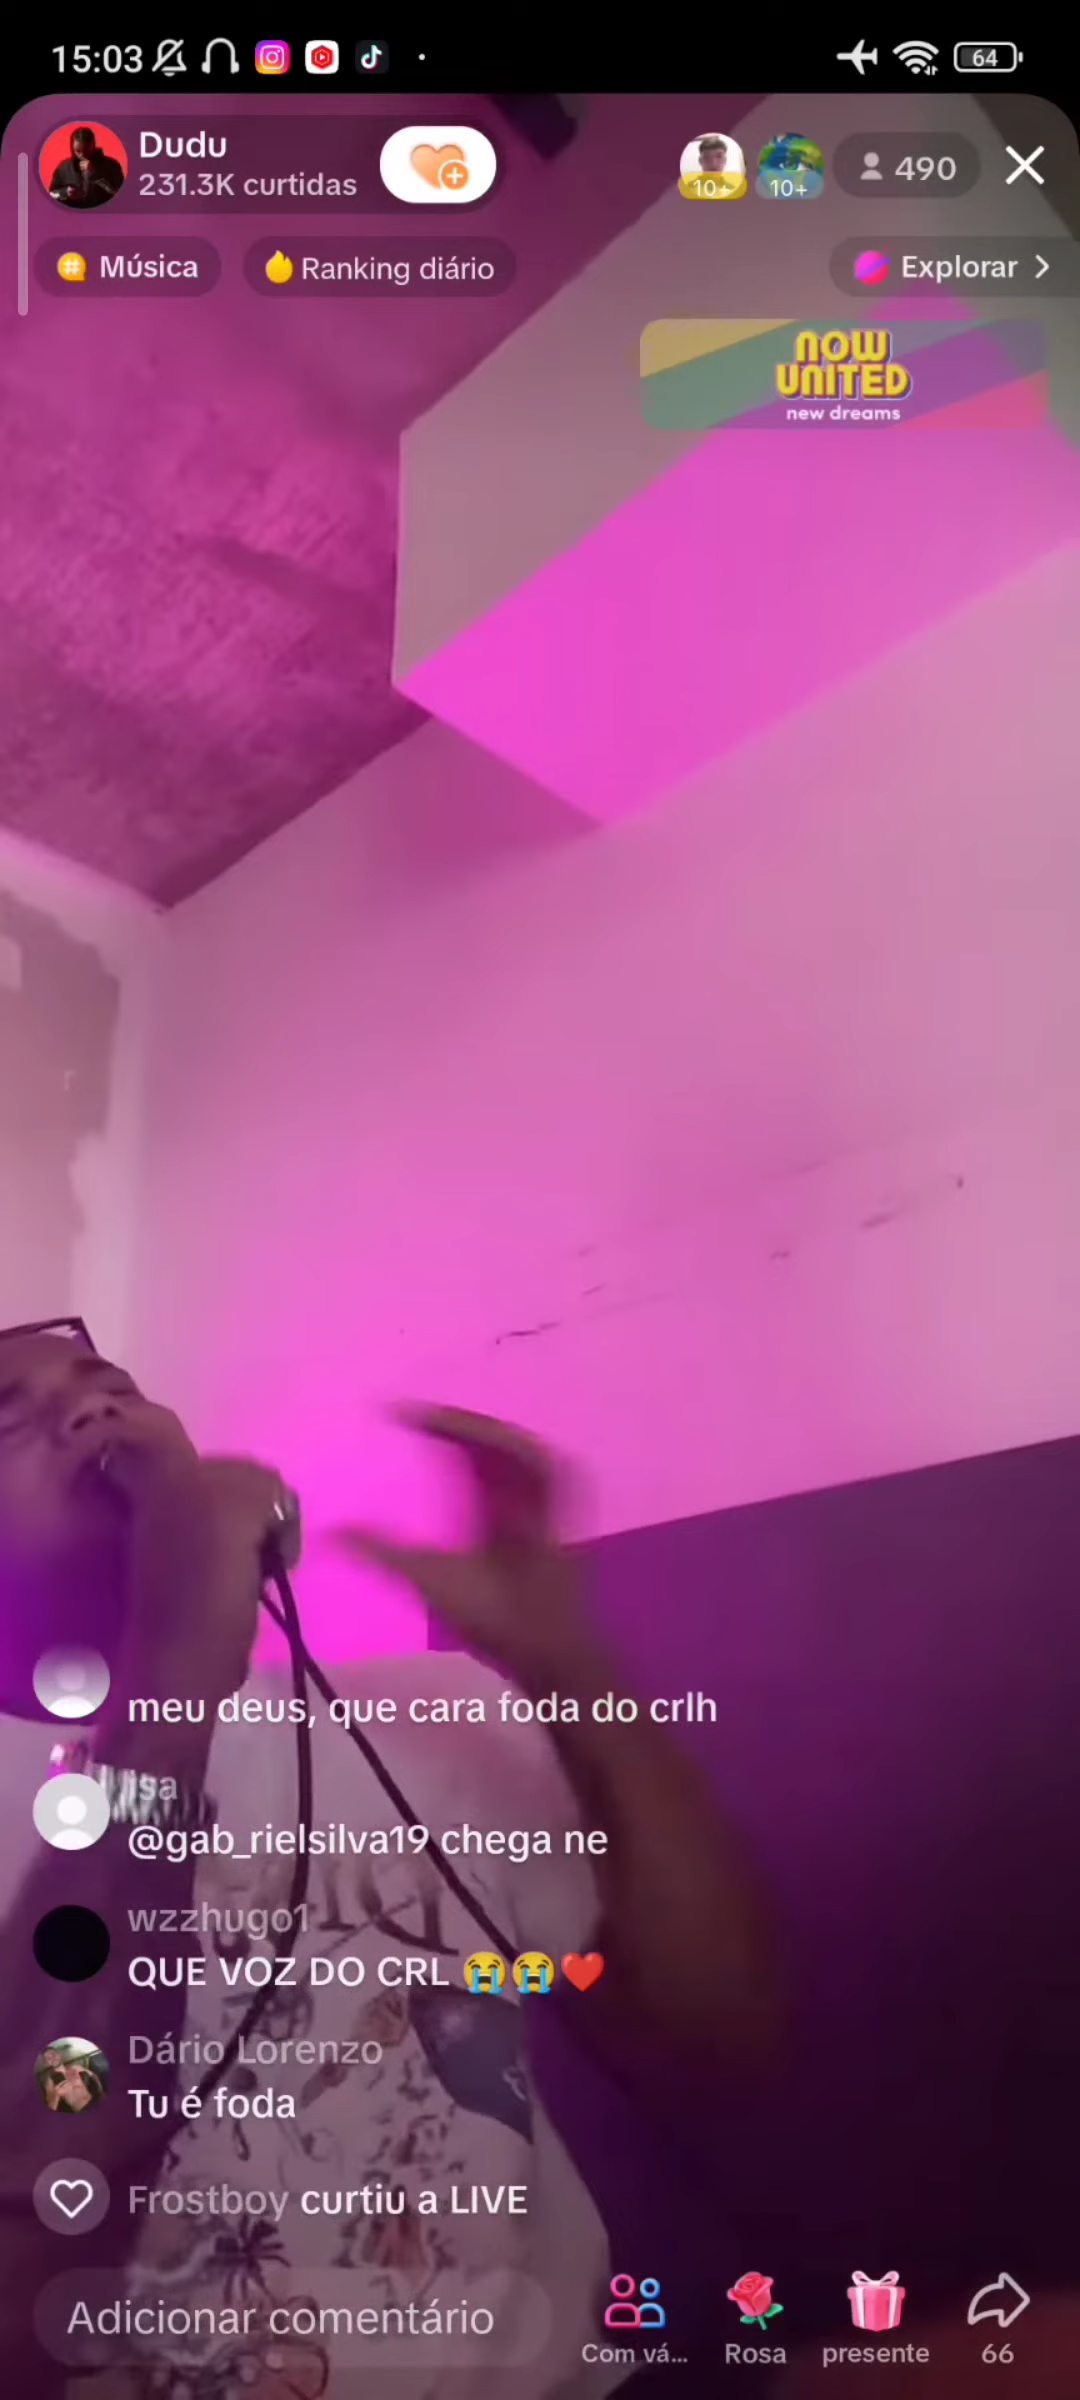 15:03
64
Dudu
231.3K curtidas
10+
10+
490
Música
Ranking diário
Explorar
NOW
UNITED
new dreams
meu deus, que cara foda do crlh
isa
@gab_rielsilva19 chega ne
wzzhugo1
QUE VOZ DO CRL 😭😭❤️
Dário Lorenzo
Tu é foda
Frostboy curtiu a LIVE
Adicionar comentário
Com vá...
Rosa
presente
66